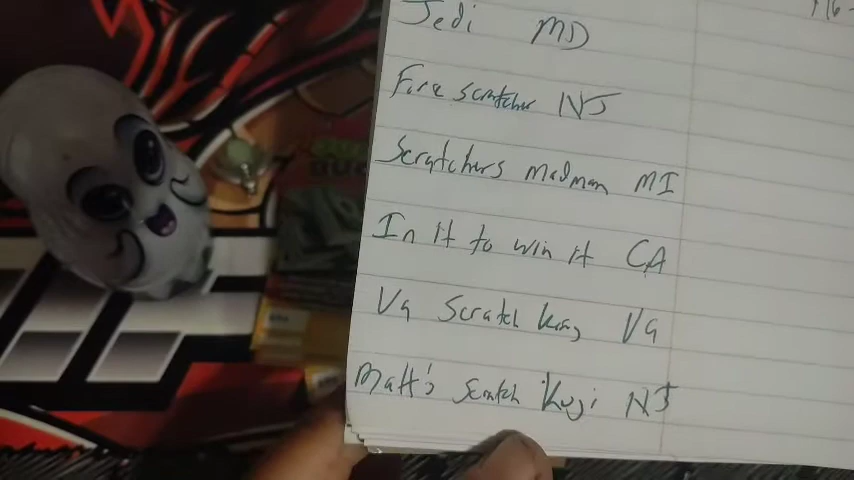 Jedi MD
Fire scratcher NJ
Scratchers madman MI
In It to win it CA
Va Scratch King Va
Matt's Scratch NJ